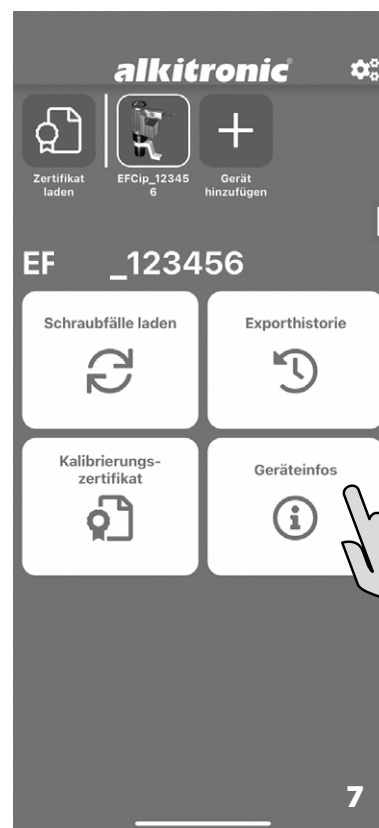 alkitronic
Zertifikat
laden
EFCip_12345
6
Gerät
hinzufügen
EF _123456
Schraubfälle laden
Exporthistorie
Kalibrierungs-
zertifikat
Geräteinfos
7